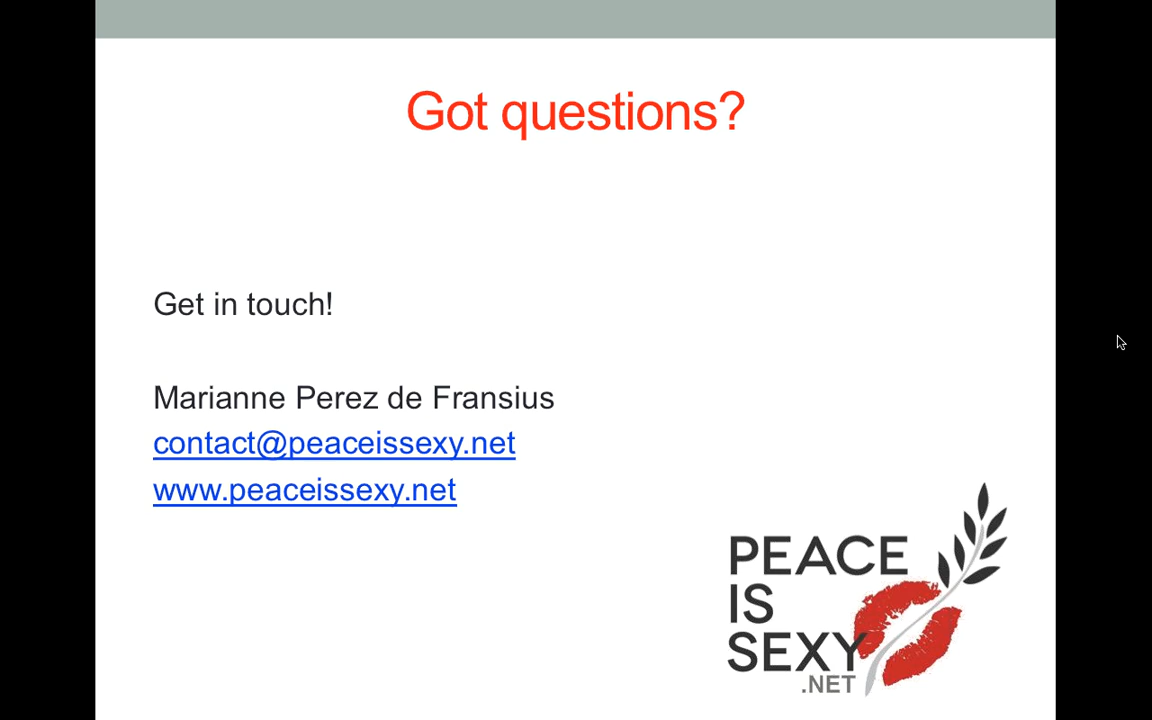 Got questions?
Get in touch!
Marianne Perez de Fransius
contact@peaceissexy.net
www.peaceissexy.net
PEACE
IS
SEXY
.NET